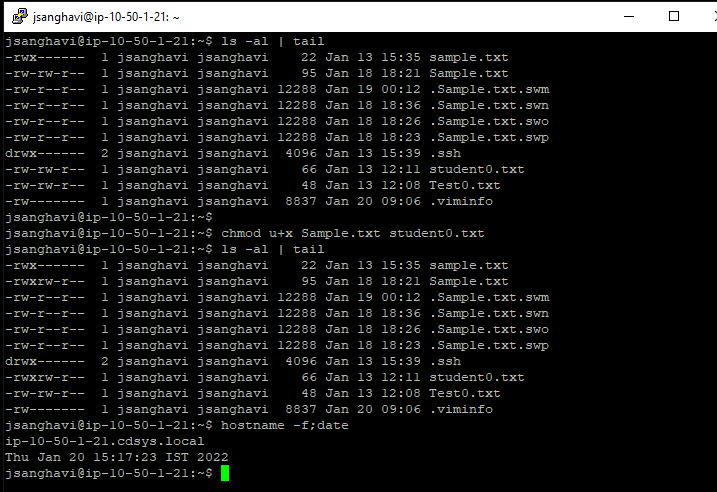 jsanghavi@ip-10-50-1-21: ~
jsanghavi@ip-10-50-1-21:~$ ls -al | tail
-rwx------  1 jsanghavi jsanghavi    22 Jan 13 15:35 sample.txt
-rw-rw-r--  1 jsanghavi jsanghavi    95 Jan 18 18:21 Sample.txt
-rw-r--r--  1 jsanghavi jsanghavi 12288 Jan 19 00:12 .Sample.txt.swm
-rw-r--r--  1 jsanghavi jsanghavi 12288 Jan 18 18:36 .Sample.txt.swn
-rw-r--r--  1 jsanghavi jsanghavi 12288 Jan 18 18:26 .Sample.txt.swo
-rw-r--r--  1 jsanghavi jsanghavi 12288 Jan 18 18:23 .Sample.txt.swp
drwx------  2 jsanghavi jsanghavi  4096 Jan 13 15:39 .ssh
-rw-rw-r--  1 jsanghavi jsanghavi    66 Jan 13 12:11 student0.txt
-rw-rw-r--  1 jsanghavi jsanghavi    48 Jan 13 12:08 Test0.txt
-rw-------  1 jsanghavi jsanghavi  8837 Jan 20 09:06 .viminfo
jsanghavi@ip-10-50-1-21:~$
jsanghavi@ip-10-50-1-21:~$ chmod u+x Sample.txt student0.txt
jsanghavi@ip-10-50-1-21:~$ ls -al | tail
-rwx------  1 jsanghavi jsanghavi    22 Jan 13 15:35 sample.txt
-rwxrw-r--  1 jsanghavi jsanghavi    95 Jan 18 18:21 Sample.txt
-rw-r--r--  1 jsanghavi jsanghavi 12288 Jan 19 00:12 .Sample.txt.swm
-rw-r--r--  1 jsanghavi jsanghavi 12288 Jan 18 18:36 .Sample.txt.swn
-rw-r--r--  1 jsanghavi jsanghavi 12288 Jan 18 18:26 .Sample.txt.swo
-rw-r--r--  1 jsanghavi jsanghavi 12288 Jan 18 18:23 .Sample.txt.swp
drwx------  2 jsanghavi jsanghavi  4096 Jan 13 15:39 .ssh
-rwxrw-r--  1 jsanghavi jsanghavi    66 Jan 13 12:11 student0.txt
-rw-rw-r--  1 jsanghavi jsanghavi    48 Jan 13 12:08 Test0.txt
-rw-------  1 jsanghavi jsanghavi  8837 Jan 20 09:06 .viminfo
jsanghavi@ip-10-50-1-21:~$ hostname -f;date
ip-10-50-1-21.cdsys.local
Thu Jan 20 15:17:23 IST 2022
jsanghavi@ip-10-50-1-21:~$